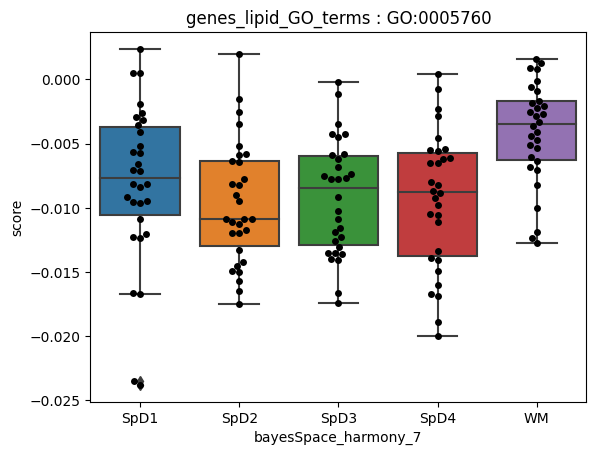 genes_lipid_GO_terms : GO:0005760
score
0.000
−0.005
−0.010
−0.015
−0.020
−0.025
SpD1 SpD2 SpD3 SpD4 WM
bayesSpace_harmony_7